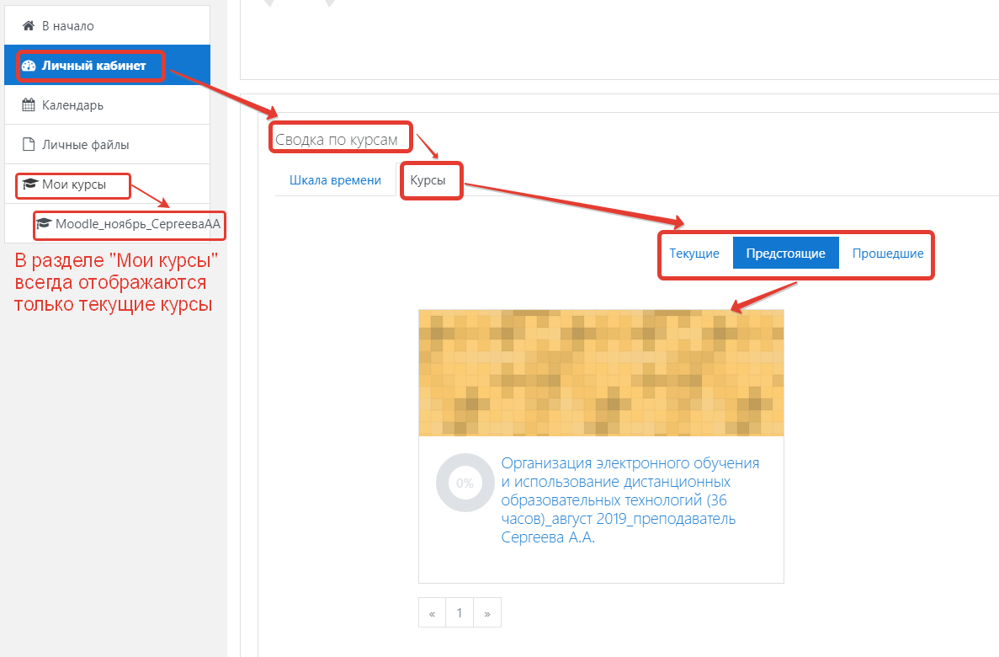 В начало
Личный кабинет
Календарь
Личные файлы
Мои курсы
Moodle_ноябрь_СергееваАА
В разделе "Мои курсы"
всегда отображаются
только текущие курсы
Сводка по курсам
Шкала времени
Курсы
Текущие
Предстоящие
Прошедшие
0%
Организация электронного обучения
и использование дистанционных
образовательных технологий (36
часов)_август 2019_преподаватель
Сергеева А.А.
« 1 »